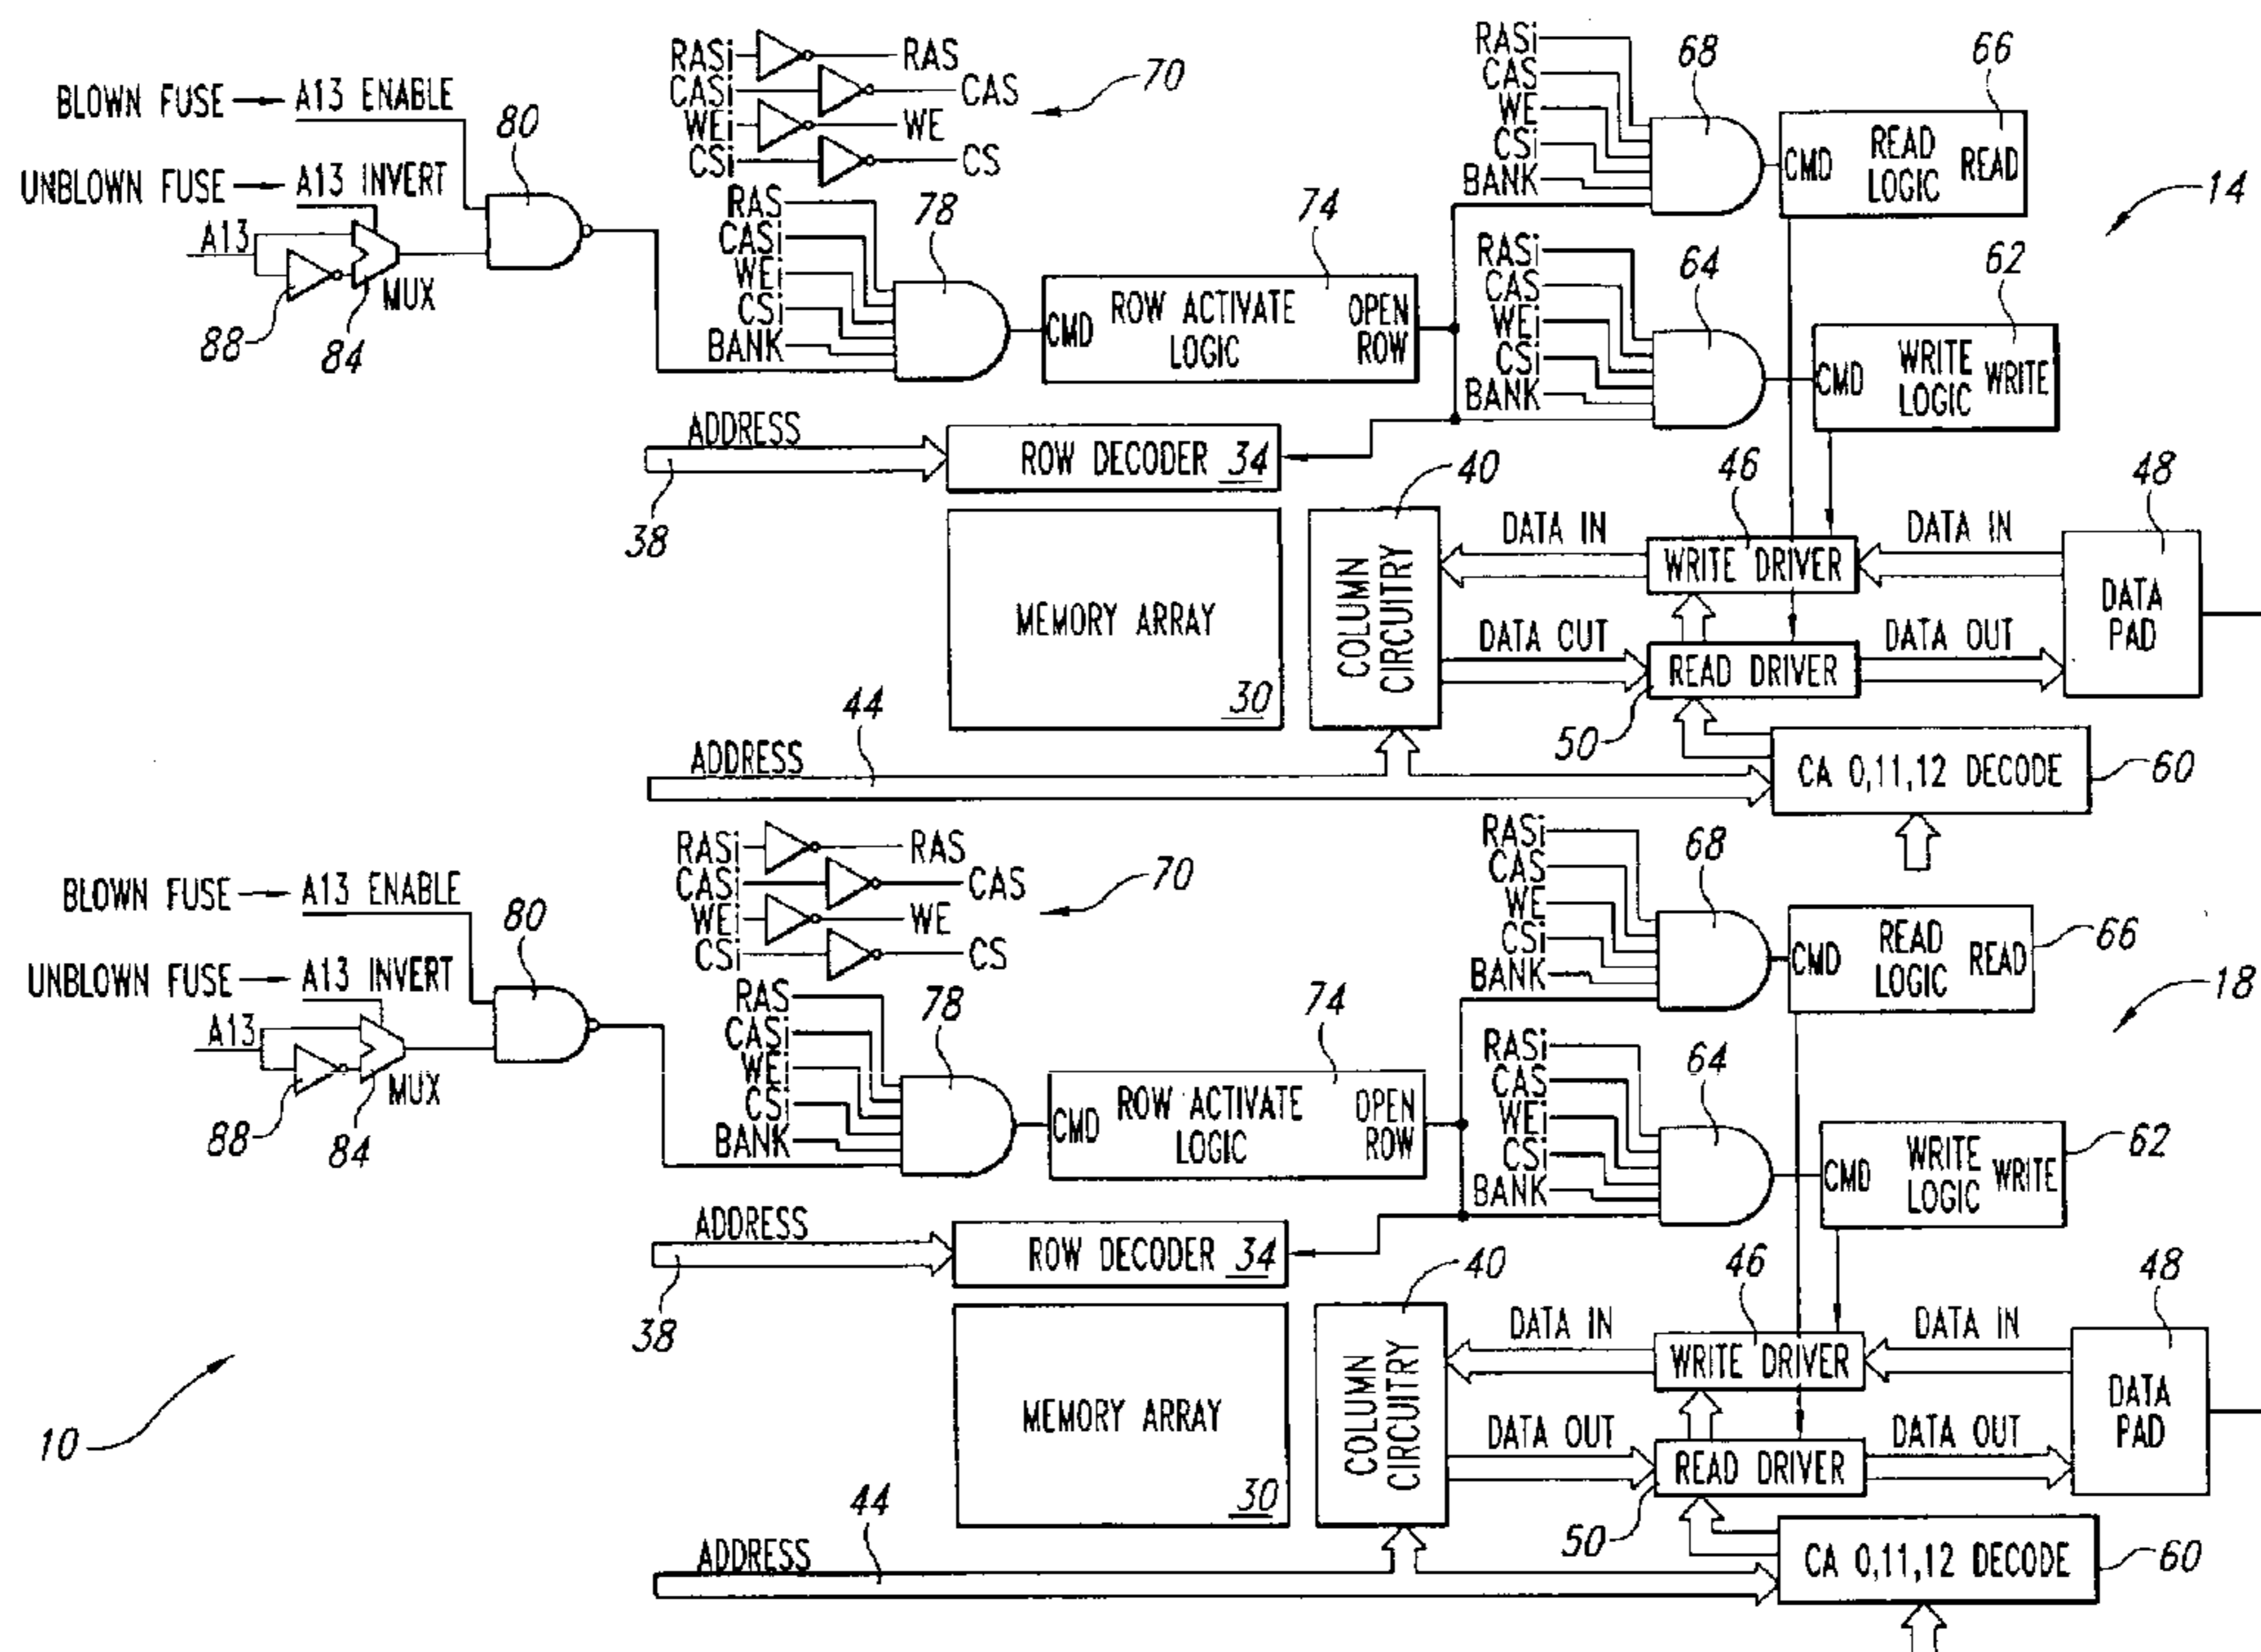 RASi RAS
CASi CAS
WEi WE
CSi CS
70
BLOWN FUSE A13 ENABLE
80
UNBLOWN FUSE A13 INVERT
A13
MUX
88
84
RAS
CASi
WEi
CSi
BANK
78
CMD ROW ACTIVATE LOGIC OPEN ROW
74
RASi
CAS
WE
CSi
BANK
68
CMD READ LOGIC READ
66
14
RASi
CAS
WEi
CSi
BANK
64
CMD WRITE LOGIC WRITE
62
ADDRESS
38
ROW DECODER 34
MEMORY ARRAY
30
40
COLUMN CIRCUITRY
DATA IN
46
WRITE DRIVER
DATA IN
48
DATA PAD
DATA OUT
READ DRIVER
DATA OUT
50
ADDRESS
44
CA 0,11,12 DECODE
60
RASi RAS
CASi CAS
WEi WE
CSi CS
70
BLOWN FUSE A13 ENABLE
80
UNBLOWN FUSE A13 INVERT
A13
MUX
88
84
RAS
CASi
WEi
CSi
BANK
78
CMD ROW ACTIVATE LOGIC OPEN ROW
74
RASi
CAS
WE
CSi
BANK
68
CMD READ LOGIC READ
66
18
RASi
CAS
WEi
CSi
BANK
64
CMD WRITE LOGIC WRITE
62
ADDRESS
38
ROW DECODER 34
MEMORY ARRAY
30
40
COLUMN CIRCUITRY
DATA IN
46
WRITE DRIVER
DATA IN
48
DATA PAD
DATA OUT
READ DRIVER
DATA OUT
50
ADDRESS
44
CA 0,11,12 DECODE
60
10